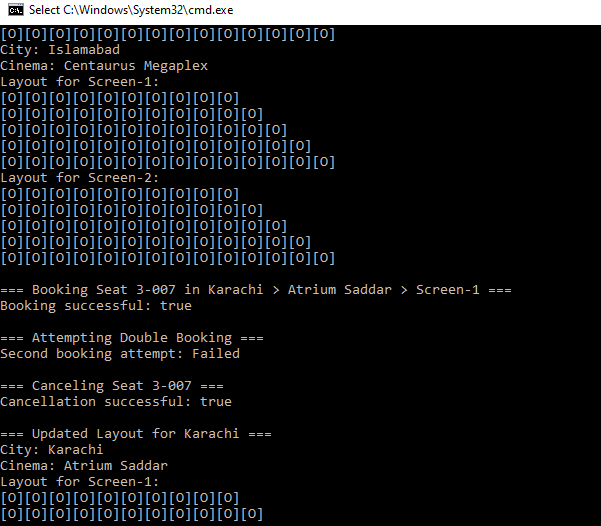 Select C:\Windows\System32\cmd.exe
[O][O][O][O][O][O][O][O][O][O][O][O][O][O]
City: Islamabad
Cinema: Centaurus Megaplex
Layout for Screen-1:
[O][O][O][O][O][O][O][O][O][O]
[O][O][O][O][O][O][O][O][O][O][O]
[O][O][O][O][O][O][O][O][O][O][O][O]
[O][O][O][O][O][O][O][O][O][O][O][O][O]
[O][O][O][O][O][O][O][O][O][O][O][O][O][O]
Layout for Screen-2:
[O][O][O][O][O][O][O][O][O][O]
[O][O][O][O][O][O][O][O][O][O][O]
[O][O][O][O][O][O][O][O][O][O][O][O]
[O][O][O][O][O][O][O][O][O][O][O][O][O]
[O][O][O][O][O][O][O][O][O][O][O][O][O][O]
=== Booking Seat 3-007 in Karachi > Atrium Saddar > Screen-1 ===
Booking successful: true
=== Attempting Double Booking ===
Second booking attempt: Failed
=== Canceling Seat 3-007 ===
Cancellation successful: true
=== Updated Layout for Karachi ===
City: Karachi
Cinema: Atrium Saddar
Layout for Screen-1:
[O][O][O][O][O][O][O][O][O][O]
[O][O][O][O][O][O][O][O][O][O][O]